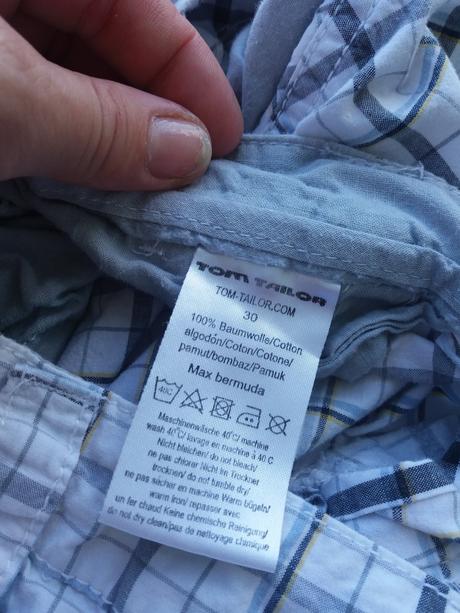 TOM TAILOR
TOM-TAILOR.COM
30
100% Baumwolle/Cotton
algodón/Coton/Cotone/
pamut/bombaz/Pamuk
Max bermuda
40C
Maschinenwäsche 40°C/ machine
wash 40°C/ lavage en machine à 40 C
Nicht bleichen/ do not bleach/
ne pas clearer Nicht im Trockner
trocknen/ do not tumble dry/
ne pas sécher en machine Warm bügeln/
warm iron/ repasser avec
un fer chaud Keine chemische Reinigung/
do not dry clean/pas de nettoyage chimique